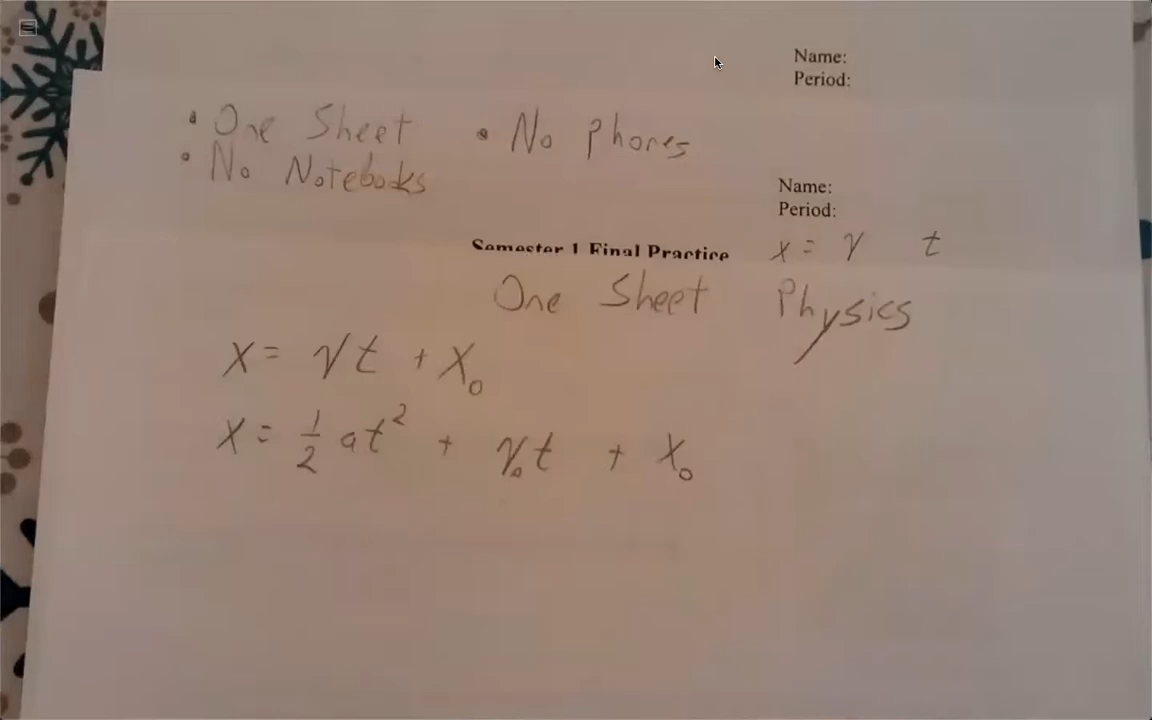 Name:
Period:
• One Sheet • No phones
• No Notebooks
Name:
Period:
Semester 1 Final Practice
x = v t
One Sheet Physics
x = vt + x₀
x = ½ at² + v₀t + x₀